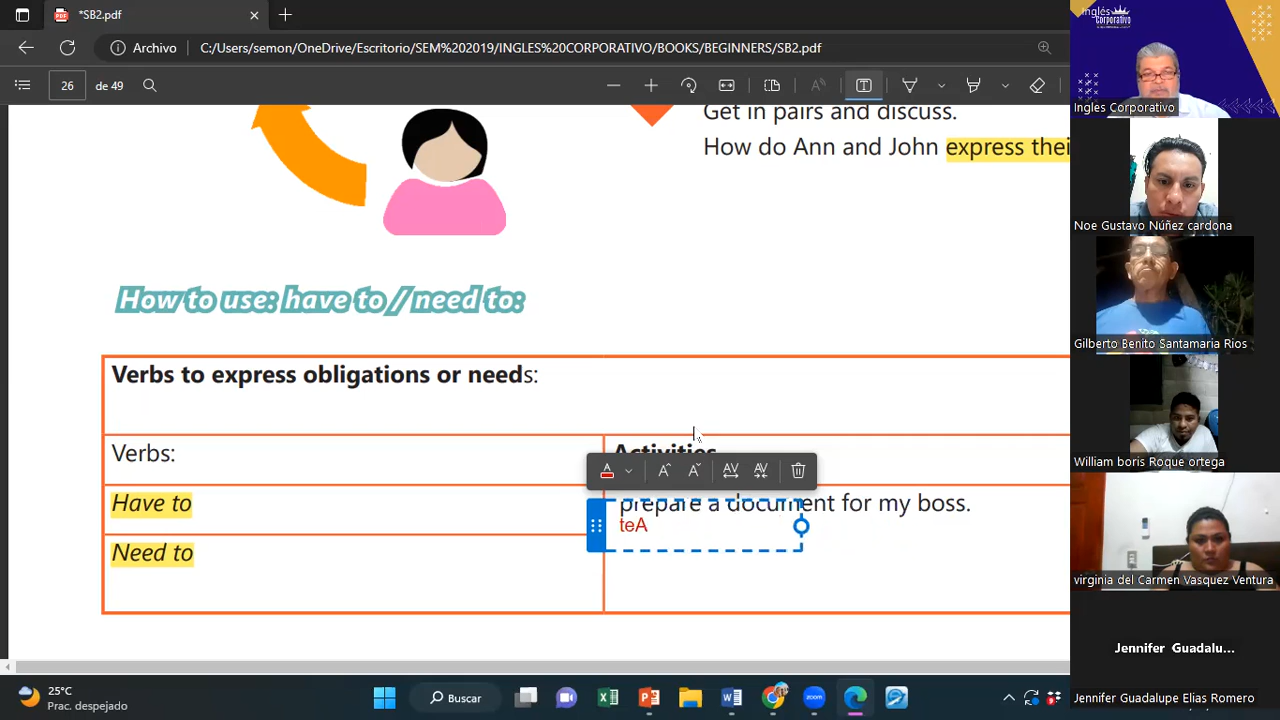 *SB2.pdf
Archivo
C:/Users/semon/OneDrive/Escritorio/SEM%202019/INGLES%20CORPORATIVO/BOOKS/BEGINNERS/SB2.pdf
26 de 49
Get in pairs and discuss.
How do Ann and John express thei
How to use: have to / need to:
Verbs to express obligations or needs:
Verbs:
Activities
Have to
prepare a document for my boss.
teA
Need to
25°C
Prac. despejado
Buscar
Inglés
Corporativo
Ingles Corporativo
Noe Gustavo Núñez cardona
Gilberto Benito Santamaria Rios
William boris Roque ortega
virginia del Carmen Vasquez Ventura
Jennifer Guadalu...
Jennifer Guadalupe Elias Romero